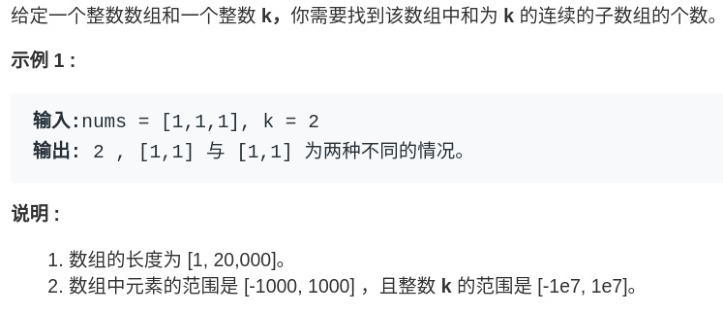 给定一个整数数组和一个整数 k，你需要找到该数组中和为 k 的连续的子数组的个数。
示例 1 :
输入:nums = [1,1,1], k = 2
输出: 2 , [1,1] 与 [1,1] 为两种不同的情况。
说明 :
1. 数组的长度为 [1, 20,000]。
2. 数组中元素的范围是 [-1000, 1000] ，且整数 k 的范围是 [-1e7, 1e7]。